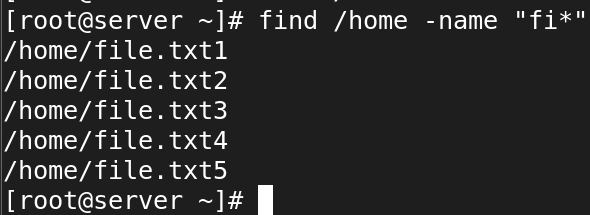 [root@server ~]# find /home -name "fi*"
/home/file.txt1
/home/file.txt2
/home/file.txt3
/home/file.txt4
/home/file.txt5
[root@server ~]#